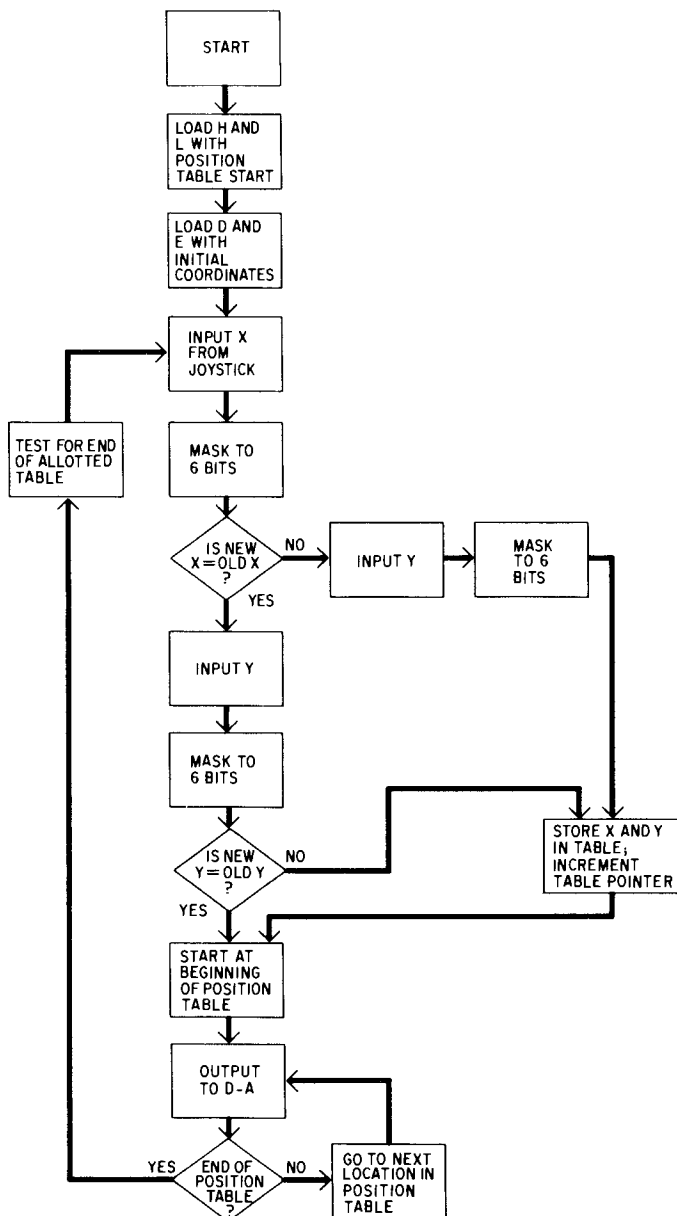 START
LOAD H AND
L WITH
POSITION
TABLE START
LOAD D AND
E WITH
INITIAL
COORDINATES
INPUT X
FROM
JOYSTICK
TEST FOR END
OF ALLOTTED
TABLE
MASK TO
6 BITS
IS NEW
X = OLD X
?
NO
INPUT Y
MASK
TO 6
BITS
YES
INPUT Y
MASK TO
6 BITS
IS NEW
Y = OLD Y
?
NO
STORE X AND Y
IN TABLE;
INCREMENT
TABLE POINTER
YES
START AT
BEGINNING
OF POSITION
TABLE
OUTPUT
TO D-A
YES
END OF
POSITION
TABLE
?
NO
GO TO NEXT
LOCATION IN
POSITION
TABLE